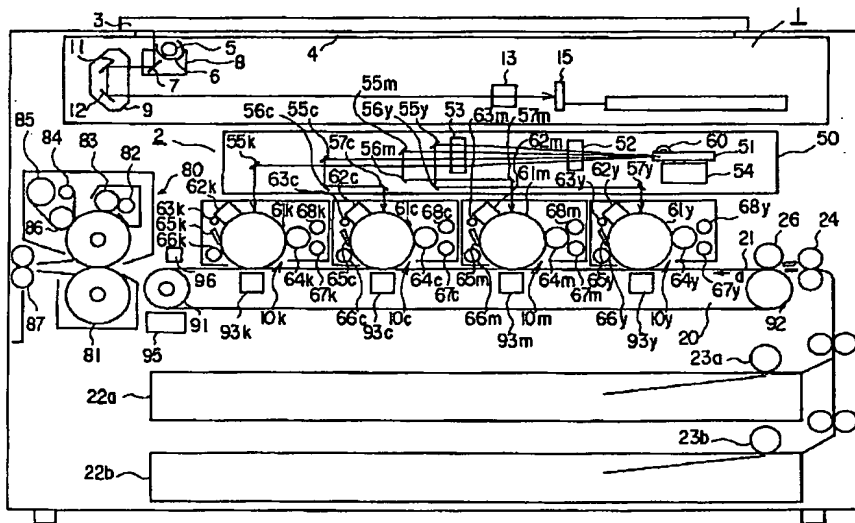 3 5 4 1
11 8 13 15
12 9 7 6
55m
56c 55c 56y 55y 53 63m 57m
2 57c 56m 62m 52 60 51 50
55k 54
85 84 83 82 80
62k 63c 62c 61m 63y 62y 57y
63k 61k 68k 61c 68c 68m 61y 68y
65k 26 24
86 66k 21
a
64k 65c 64c 65m 64m 65y 64y 67y
96 67k 67c 67m
87 91 66c 66m 66y 92
93k 10k 93c 10c 93m 10m 93y 10y
81 95 20
23a
22a
23b
22b